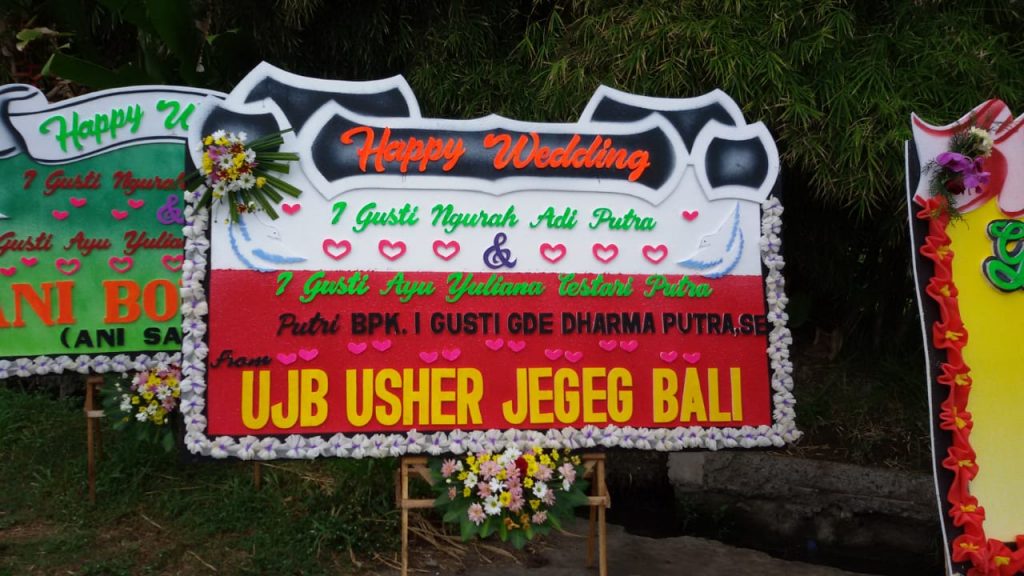 Happy Wedding
I Gusti Ngurah Adi Putra
&
I Gusti Ayu Yuliana Lestari Putra
Putri BPK. I GUSTI GDE DHARMA PUTRA,SE
From
UJB USHER JEGEG BALI
Happy
I Gusti Ngurah
&
Gusti Ayu Yuliana
ANI BO
(ANI SA